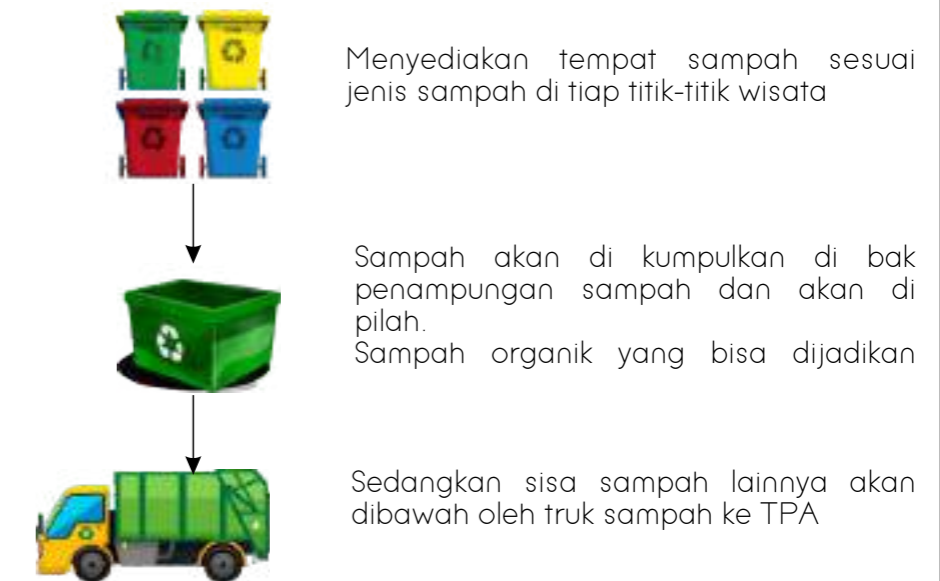 Menyediakan tempat sampah sesuai
jenis sampah di tiap titik-titik wisata
Sampah akan di kumpulkan di bak
penampungan sampah dan akan di
pilah.
Sampah organik yang bisa dijadikan
Sedangkan sisa sampah lainnya akan
dibawah oleh truk sampah ke TPA